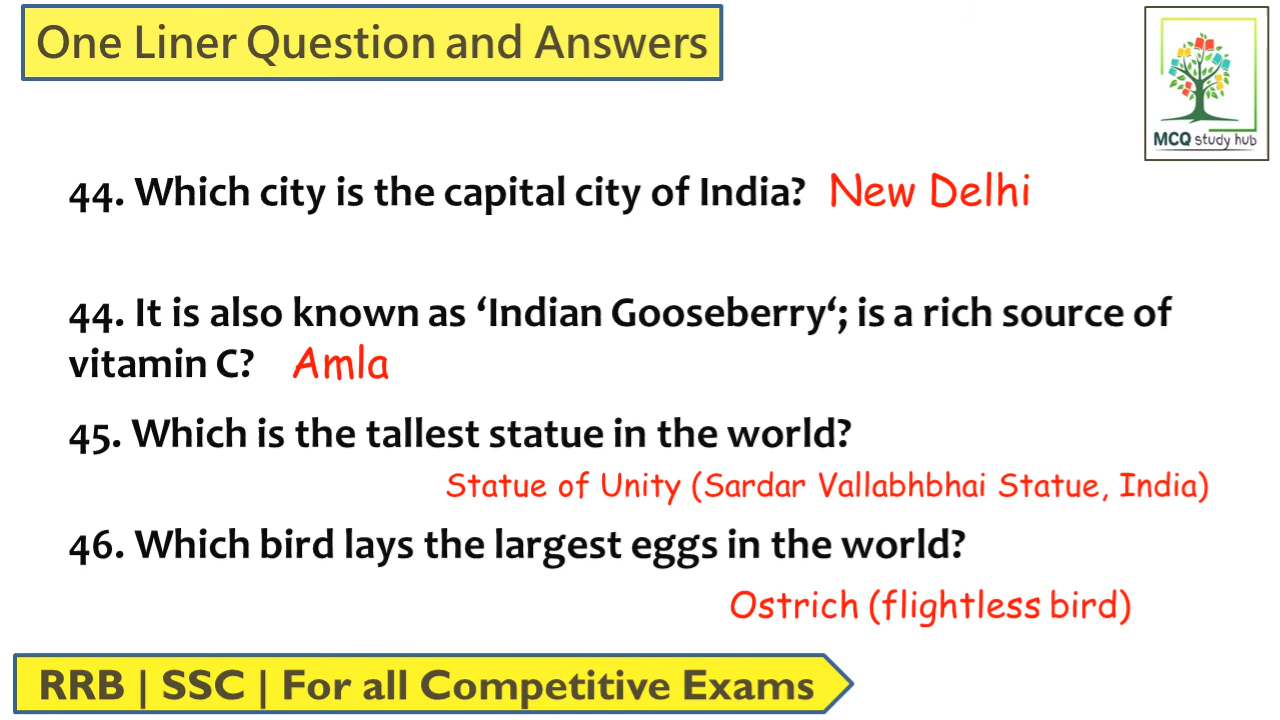 One Liner Question and Answers
MCQ study hub
44. Which city is the capital city of India? New Delhi
44. It is also known as ‘Indian Gooseberry‘; is a rich source of
vitamin C? Amla
45. Which is the tallest statue in the world?
Statue of Unity (Sardar Vallabhbhai Statue, India)
46. Which bird lays the largest eggs in the world?
Ostrich (flightless bird)
RRB | SSC | For all Competitive Exams